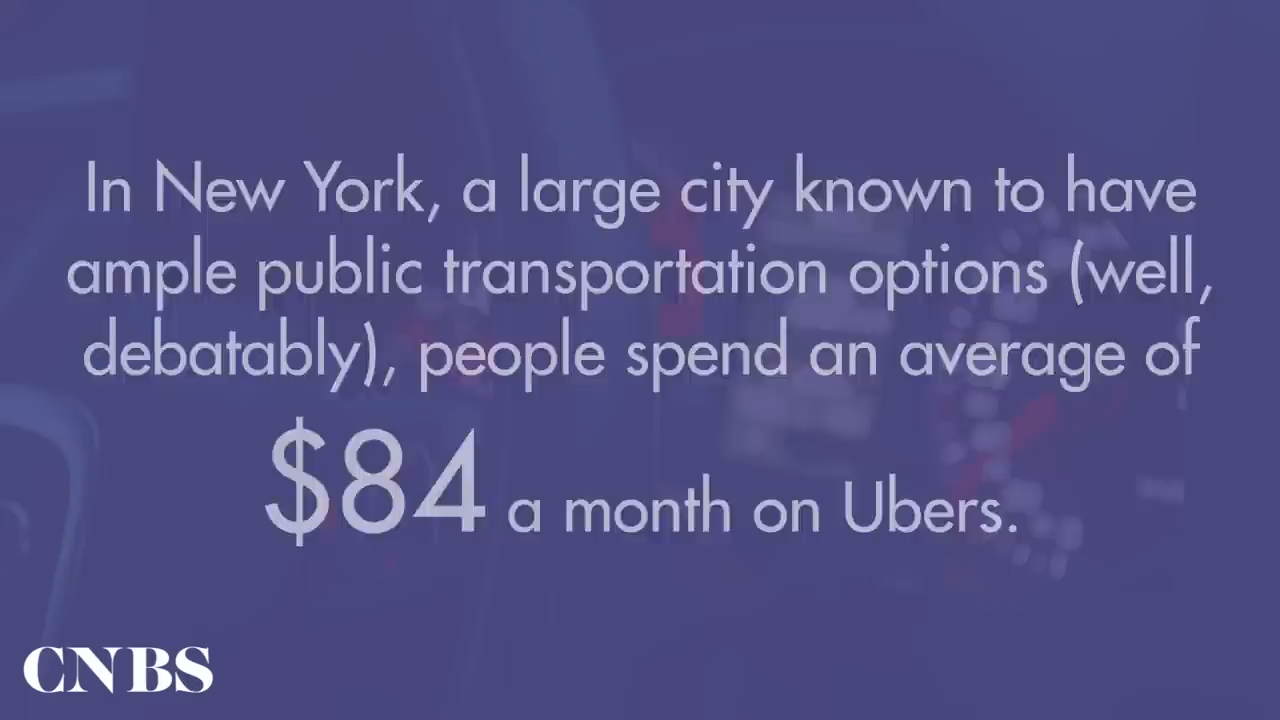 In New York, a large city known to have
ample public transportation options (well,
debatably), people spend an average of
$84 a month on Ubers.
CNBS